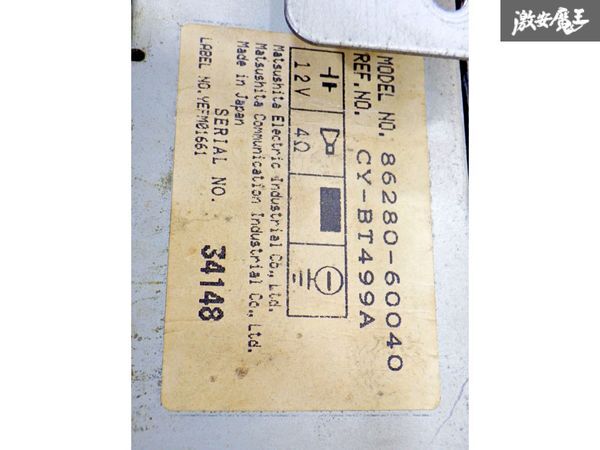 激安魔王
MODEL NO. 86280-60040
REF.NO. CY-BT499A
12V 4Ω
Matsushita Electric Industrial Co., Ltd.
Matsushita Communication Industrial Co., Ltd.
Made in Japan
SERIAL NO. 34148
LABEL NO.YEFM01661